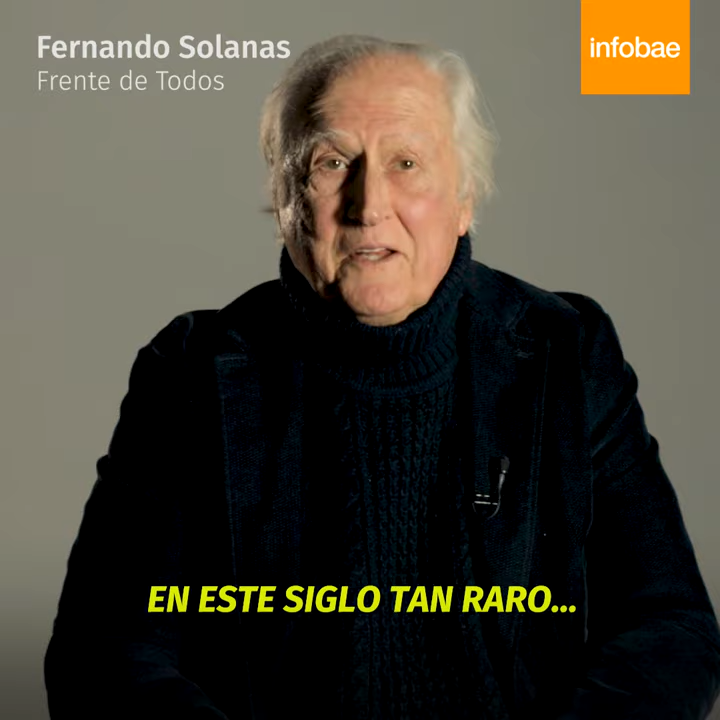 Fernando Solanas
Frente de Todos
infobae
EN ESTE SIGLO TAN RARO...